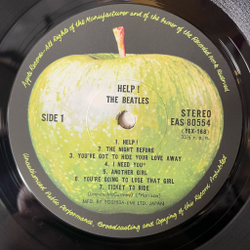 Apple Records · All Rights of the Manufacturer and of the Owner of the Recorded Work Reserved
HELP!
THE BEATLES
SIDE 1
STEREO
EAS 80554
1. HELP!
2. THE NIGHT BEFORE
3. YOU'VE GOT TO HIDE YOUR LOVE AWAY
4. I NEED YOU
5. ANOTHER GIRL
6. YOU'RE GOING TO LOSE THAT GIRL
7. TICKET TO RIDE
MFD. BY TOSHIBA-EMI LTD. JAPAN
Unauthorized Public Performance, Broadcasting and Copying of this Record Prohibited